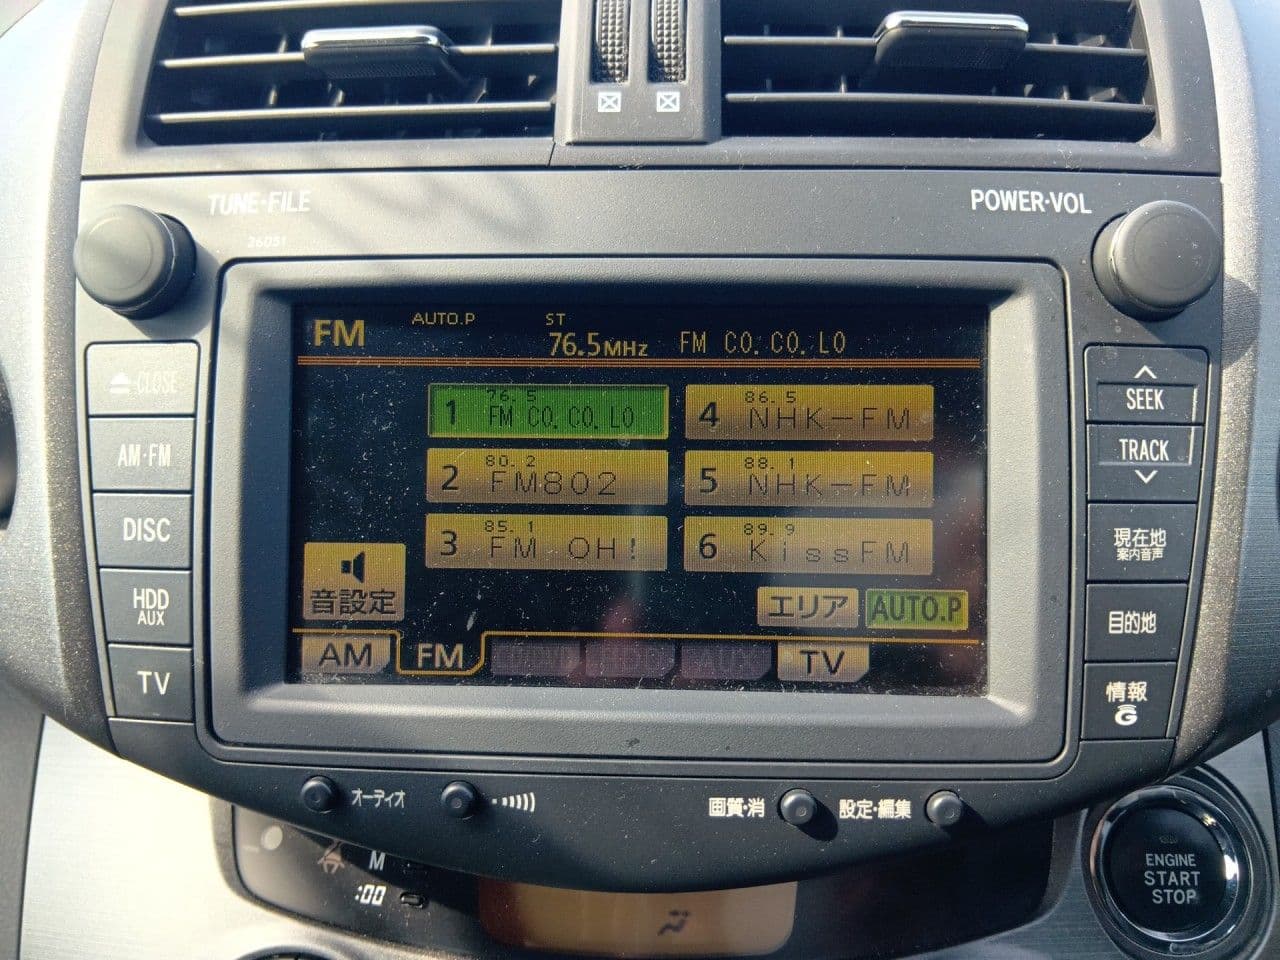 TUNE·FILE
POWER·VOL
26051
FM AUTO.P ST 76.5MHz FM CO.CO.LO
CLOSE
AM·FM
DISC
HDD
AUX
TV
1 76.5 FM CO.CO.LO
4 86.5 NHK-FM
2 80.2 FM802
5 88.1 NHK-FM
3 85.1 FM OH!
6 89.9 KissFM
音設定
エリア
AUTO.P
AM
FM
AUX
TV
SEEK
TRACK
現在地
案内音声
目的地
情報
G
オーディオ
画質·消
設定·編集
M
:00
ENGINE
START
STOP